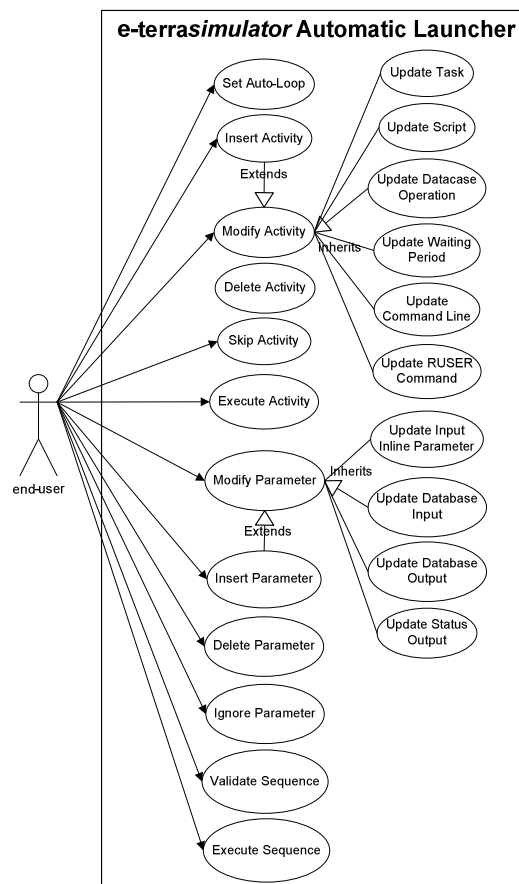 e-terrasimulator Automatic Launcher
Set Auto-Loop
Insert Activity
Extends
Modify Activity
Delete Activity
Skip Activity
Execute Activity
Modify Parameter
Extends
Insert Parameter
Delete Parameter
Ignore Parameter
Validate Sequence
Execute Sequence
end-user
Update Task
Update Script
Update Datacase
Operation
Inherits
Update Waiting
Period
Update
Command Line
Update RUSER
Command
Update Input
Inline Parameter
Inherits
Update Database
Input
Update Database
Output
Update Status
Output